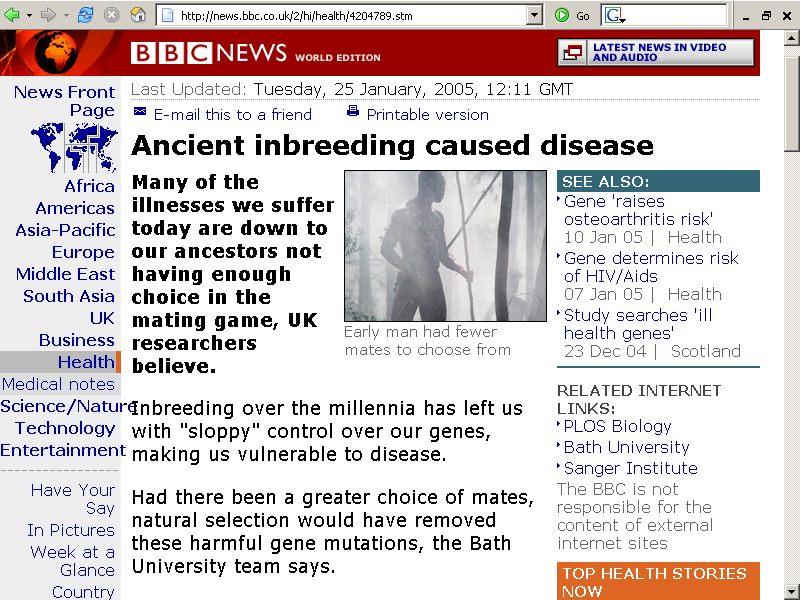 http://news.bbc.co.uk/2/hi/health/4204789.stm
Go
G
BBC NEWS WORLD EDITION
LATEST NEWS IN VIDEO
AND AUDIO
News Front
Page
Africa
Americas
Asia-Pacific
Europe
Middle East
South Asia
UK
Business
Health
Medical notes
Science/Nature
Technology
Entertainment
Have Your
Say
In Pictures
Week at a
Glance
Country
Last Updated: Tuesday, 25 January, 2005, 12:11 GMT
E-mail this to a friend
Printable version
Ancient inbreeding caused disease
Many of the
illnesses we suffer
today are down to
our ancestors not
having enough
choice in the
mating game, UK
researchers
believe.
Early man had fewer
mates to choose from
Inbreeding over the millennia has left us
with "sloppy" control over our genes,
making us vulnerable to disease.
Had there been a greater choice of mates,
natural selection would have removed
these harmful gene mutations, the Bath
University team says.
SEE ALSO:
Gene 'raises
osteoarthritis risk'
10 Jan 05 | Health
Gene determines risk
of HIV/Aids
07 Jan 05 | Health
Study searches 'ill
health genes'
23 Dec 04 | Scotland
RELATED INTERNET
LINKS:
PLOS Biology
Bath University
Sanger Institute
The BBC is not
responsible for the
content of external
internet sites
TOP HEALTH STORIES
NOW